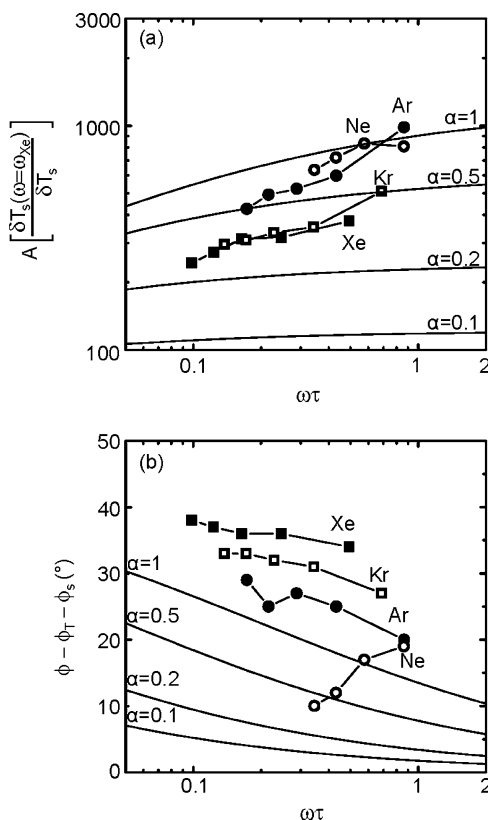 3000
(a)
1000
100
A [δTₛ(ω=ω_Xe) / δTₛ]
α=1
α=0.5
α=0.2
α=0.1
Ar
Ne
Kr
Xe
0.1
1
2
ωτ
(b)
50
40
30
20
10
0
ϕ − ϕ_T − ϕₛ (°)
α=1
α=0.5
α=0.2
α=0.1
Xe
Kr
Ar
Ne
0.1
1
2
ωτ